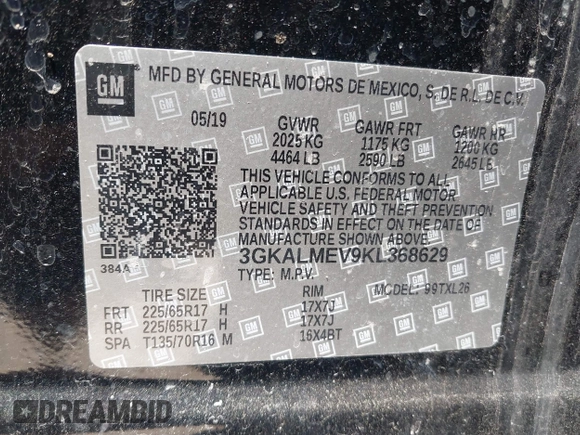 GM MFD BY GENERAL MOTORS DE MEXICO, S. DE R.L. DE C.V.
05/19 GVWR GAWR FRT GAWR RR
2025 KG 1175 KG 1200 KG
4464 LB 2590 LB 2645 LB
THIS VEHICLE CONFORMS TO ALL
APPLICABLE U.S. FEDERAL MOTOR
VEHICLE SAFETY AND THEFT PREVENTION
STANDARDS IN EFFECT ON THE DATE OF
MANUFACTURE SHOWN ABOVE.
384A
3GKALMEV9KL368629
TYPE: M.P.V. MODEL: 99TXL26
TIRE SIZE RIM
FRT 225/65R17 H 17X7J
RR 225/65R17 H 17X7J
SPA T135/70R16 M 16X4BT
DREAMBID